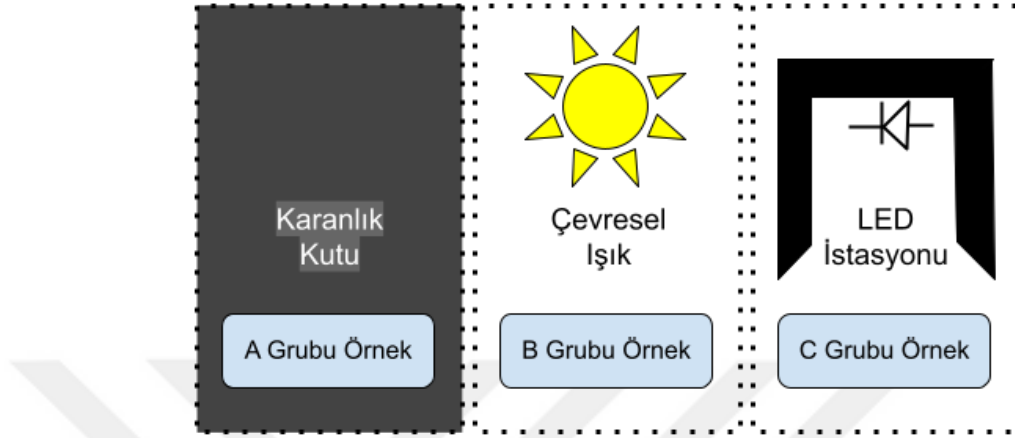 Karanlık
Kutu
Çevresel
Işık
LED
İstasyonu
A Grubu Örnek
B Grubu Örnek
C Grubu Örnek